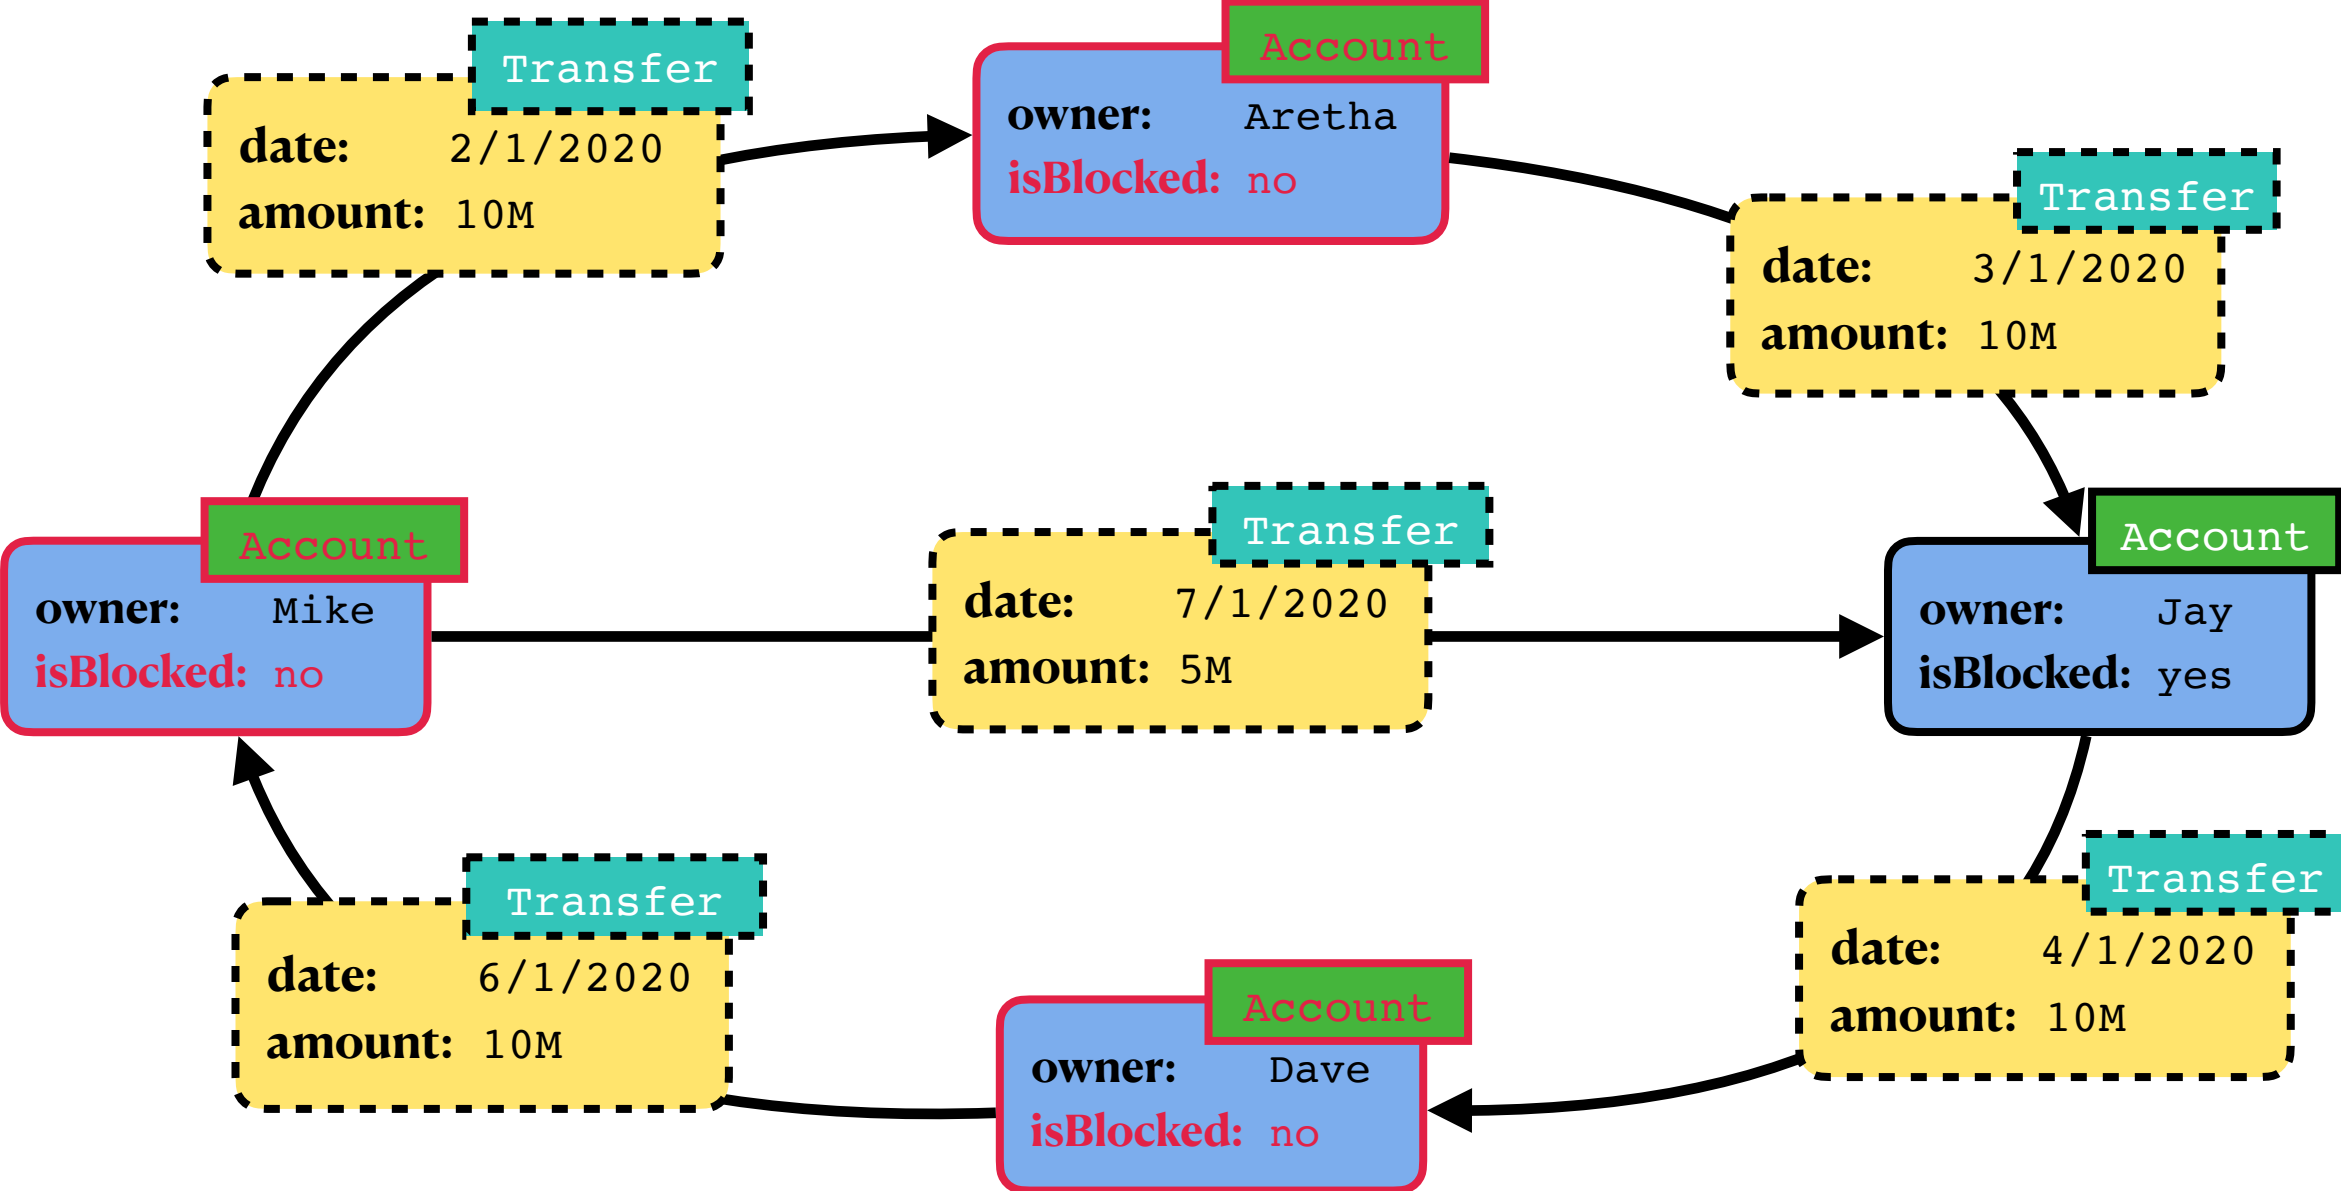 Transfer
date: 2/1/2020
amount: 10M
Account
owner: Aretha
isBlocked: no
Transfer
date: 3/1/2020
amount: 10M
Account
owner: Mike
isBlocked: no
Transfer
date: 7/1/2020
amount: 5M
Account
owner: Jay
isBlocked: yes
Transfer
date: 6/1/2020
amount: 10M
Account
owner: Dave
isBlocked: no
Transfer
date: 4/1/2020
amount: 10M